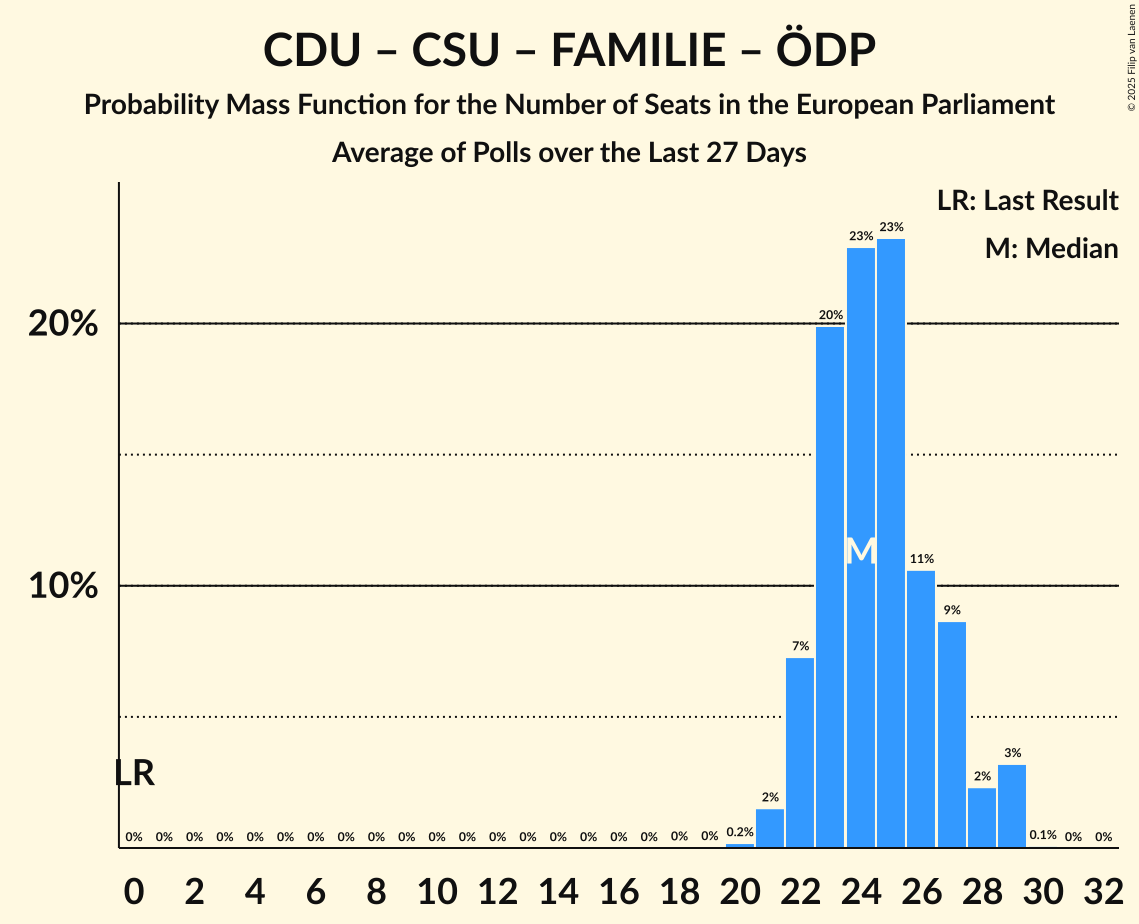 CDU – CSU – FAMILIE – ÖDP
Probability Mass Function for the Number of Seats in the European Parliament
Average of Polls over the Last 27 Days
© 2025 Filip van Laenen
LR: Last Result
M: Median
20%
10%
LR
M
0% 0% 0% 0% 0% 0% 0% 0% 0% 0% 0% 0% 0% 0% 0% 0% 0% 0% 0% 0% 0.2% 2% 7% 20% 23% 23% 11% 9% 2% 3% 0.1% 0% 0%
0 2 4 6 8 10 12 14 16 18 20 22 24 26 28 30 32